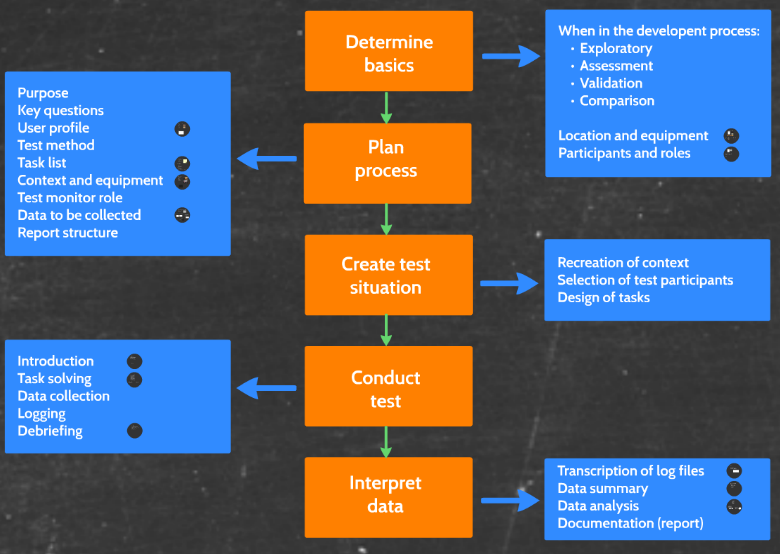 Determine
basics
When in the developent process:
• Exploratory
• Assessment
• Validation
• Comparison
Location and equipment
Participants and roles
Plan
process
Purpose
Key questions
User profile
Test method
Task list
Context and equipment
Test monitor role
Data to be collected
Report structure
Create test
situation
Recreation of context
Selection of test participants
Design of tasks
Conduct
test
Introduction
Task solving
Data collection
Logging
Debriefing
Interpret
data
Transcription of log files
Data summary
Data analysis
Documentation (report)